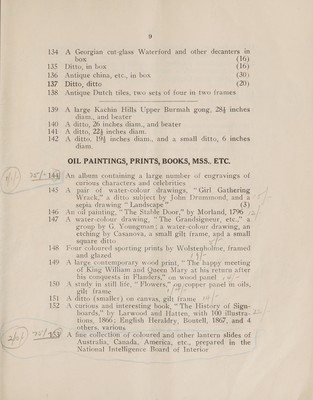 9
134 A Georgian cut-glass Waterford and other decanters in
box (16)
135 Ditto, in box (16)
136 Antique china, etc., in box (30)
137 Ditto, ditto (20)
138 Antique Dutch tiles, two sets of four in two frames
139 A large Kachin Hills Upper Burmah gong, 28½ inches
diam., and beater
140 A ditto, 26 inches diam., and beater
141 A ditto, 22½ inches diam.
142 A ditto, 19½ inches diam., and a small ditto, 6 inches
diam.
OIL PAINTINGS, PRINTS, BOOKS, MSS., ETC.
25/- 144 An album containing a large number of engravings of
curious characters and celebrities
145 A pair of water-colour drawings, "Girl Gathering
Wrack," a ditto subject by John Drummond, and a
sepia drawing "Landscape" (3)
146 An oil painting, "The Stable Door," by Morland, 1796
147 A water-colour drawing, "The Grandsigneur, etc.," a
group by G. Youngman; a water-colour drawing, an
etching by Casanova, a small gilt frame, and a small
square ditto
148 Four coloured sporting prints by Wolstenholme, framed
and glazed
149 A large contemporary wood print, "The happy meeting
of King William and Queen Mary at his return after
his conquests in Flanders," on wood panel
150 A study in still life, "Flowers," on copper panel in oils,
gilt frame
151 A ditto (smaller) on canvas, gilt frame
152 A curious and interesting book, "The History of Sign-
boards," by Larwood and Hatten, with 100 illustra-
tions, 1866; English Heraldry, Boutell, 1867, and 4
others, various
25/- 153 A fine collection of coloured and other lantern slides of
Australia, Canada, America, etc., prepared in the
National Intelligence Board of Interior